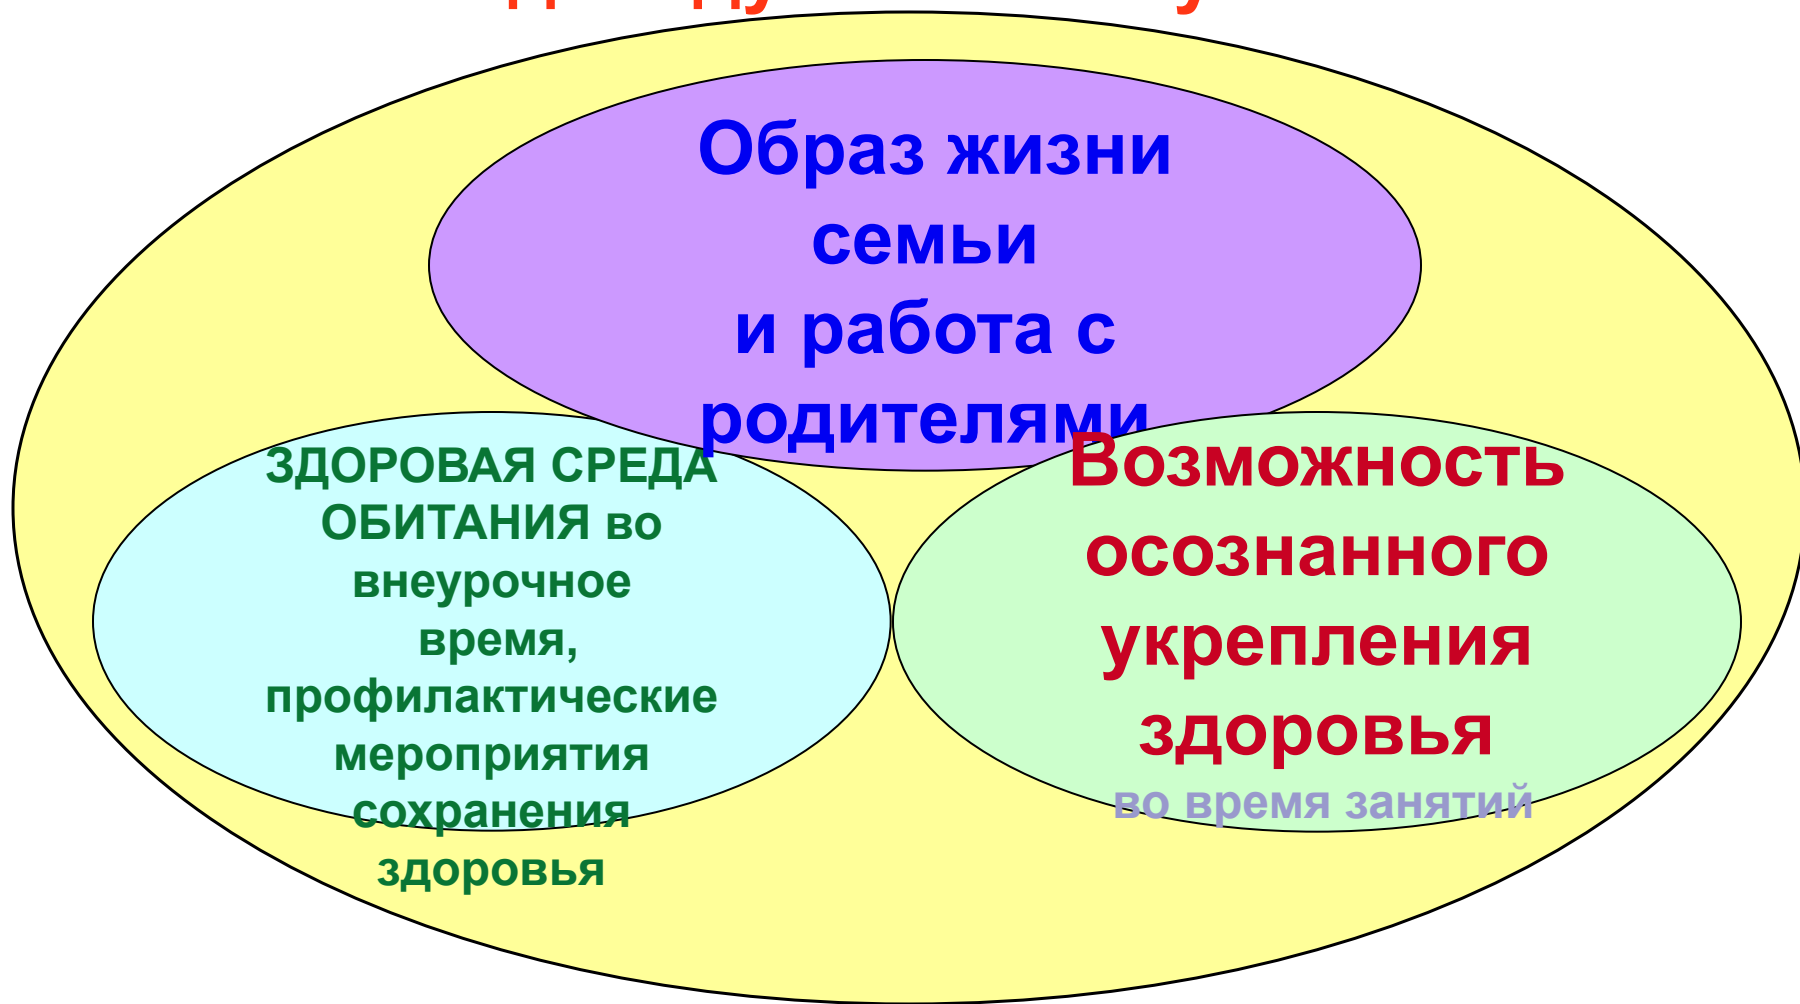 Образ жизни
семьи
и работа с
родителями
ЗДОРОВАЯ СРЕДА
ОБИТАНИЯ во
внеурочное
время,
профилактические
мероприятия
сохранения
здоровья
Возможность
осознанного
укрепления
здоровья
во время занятий